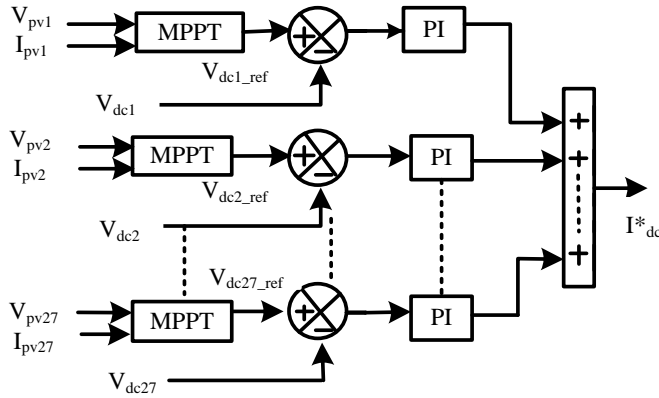 V_pv1
I_pv1
MPPT
+
−
PI
V_dc1_ref
V_dc1
+
V_pv2
I_pv2
MPPT
+
−
PI
+
V_dc2_ref
V_dc2
I*_dc
+
V_dc27_ref
V_pv27
I_pv27
MPPT
+
−
PI
V_dc27